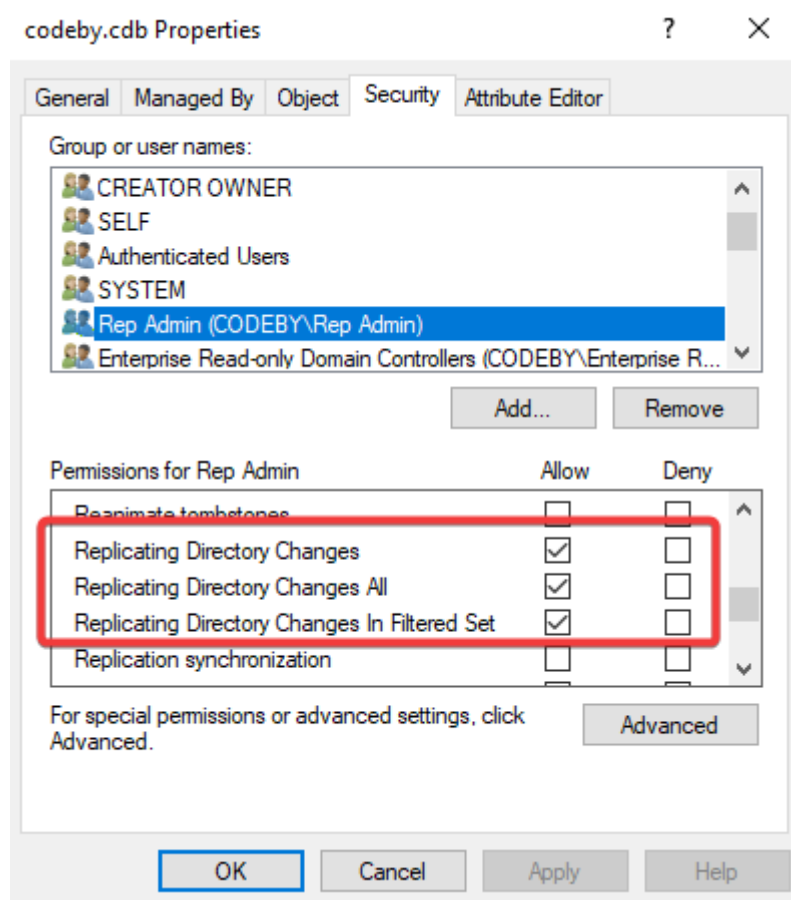 codeby.cdb Properties ? ×
General Managed By Object Security Attribute Editor
Group or user names:
CREATOR OWNER
SELF
Authenticated Users
SYSTEM
Rep Admin (CODEBY\Rep Admin)
Enterprise Read-only Domain Controllers (CODEBY\Enterprise R...
Add... Remove
Permissions for Rep Admin Allow Deny
Reanimate tombstones
Replicating Directory Changes
Replicating Directory Changes All
Replicating Directory Changes In Filtered Set
Replication synchronization
For special permissions or advanced settings, click
Advanced.
Advanced
OK Cancel Apply Help